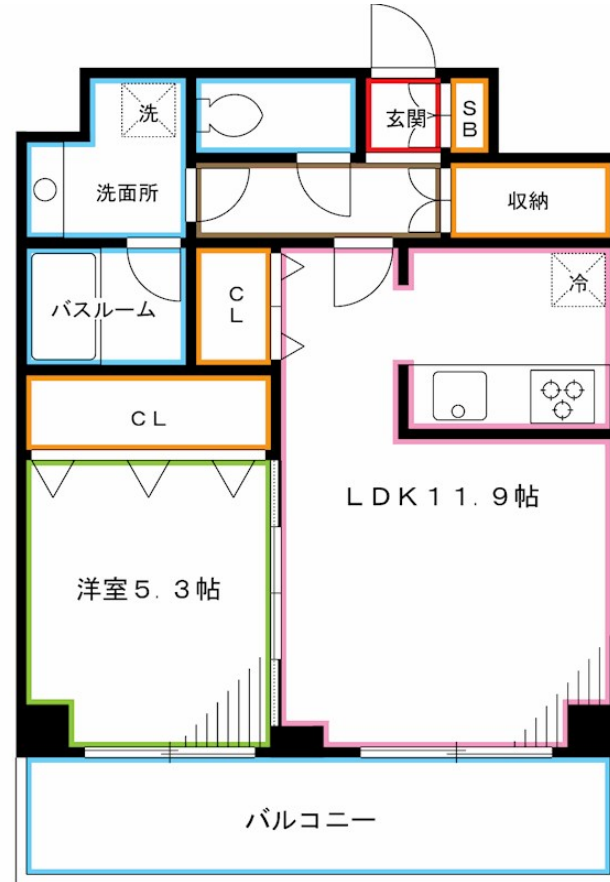 洗
玄関
SB
洗面所
収納
バスルーム
CL
冷
CL
LDK11.9帖
洋室5.3帖
バルコニー